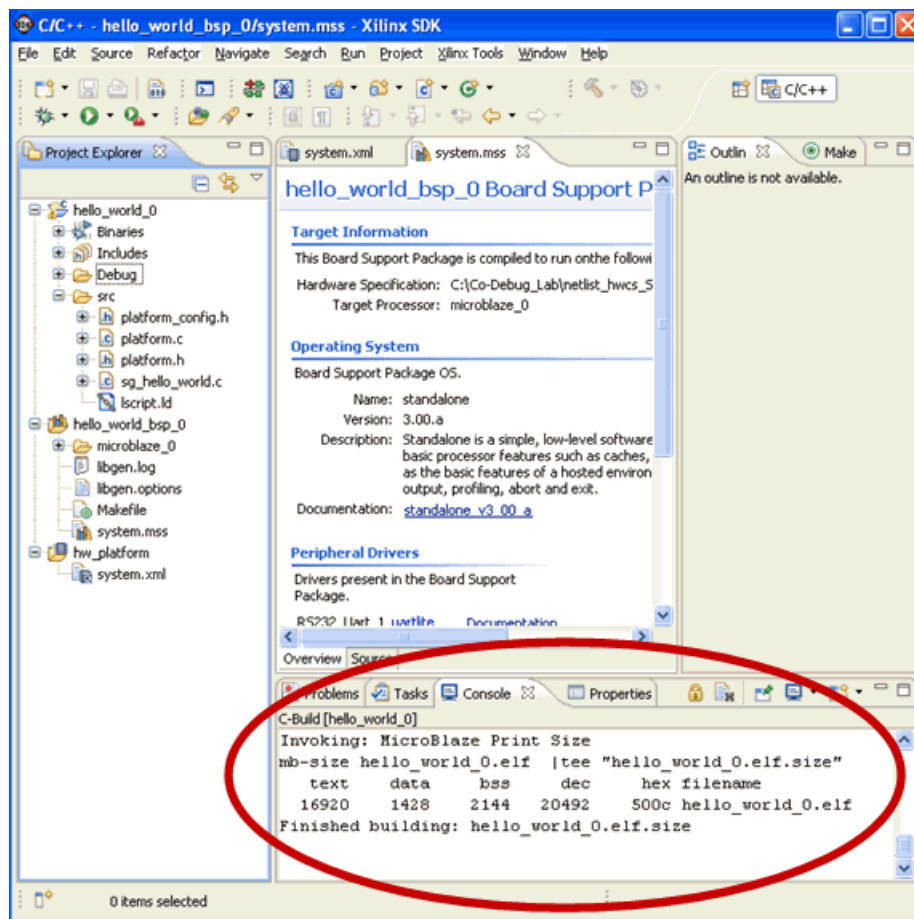 C/C++ - hello_world_bsp_0/system.mss - Xilinx SDK
File Edit Source Refactor Navigate Search Run Project Xilinx Tools Window Help
C/C++
Project Explorer
hello_world_0
Binaries
Includes
Debug
src
platform_config.h
platform.c
platform.h
sg_hello_world.c
lscript.ld
hello_world_bsp_0
microblaze_0
libgen.log
libgen.options
Makefile
system.mss
hw_platform
system.xml
system.xml system.mss
hello_world_bsp_0 Board Support P
Target Information
This Board Support Package is compiled to run onthe followi
Hardware Specification: C:\Co-Debug_Lab\netlist_hwcs_S
Target Processor: microblaze_0
Operating System
Board Support Package OS.
Name: standalone
Version: 3.00.a
Description: Standalone is a simple, low-level software
basic processor features such as caches,
as the basic features of a hosted environ
output, profiling, abort and exit.
Documentation: standalone_v3_00_a
Peripheral Drivers
Drivers present in the Board Support
Package.
RS232_Uart_1 uartlite Documentation
Overview Source
Outlin Make
An outline is not available.
Problems Tasks Console Properties
C-Build [hello_world_0]
Invoking: MicroBlaze Print Size
mb-size hello_world_0.elf |tee "hello_world_0.elf.size"
text data bss dec hex filename
16920 1428 2144 20492 500c hello_world_0.elf
Finished building: hello_world_0.elf.size
0 items selected